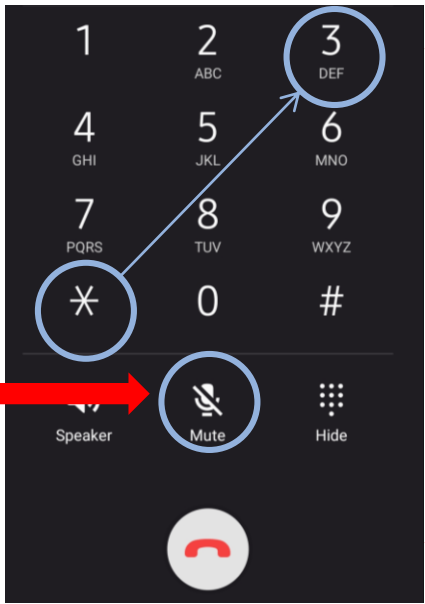 1 2 3
ABC DEF
4 5 6
GHI JKL MNO
7 8 9
PQRS TUV WXYZ
* 0 #
Speaker Mute Hide